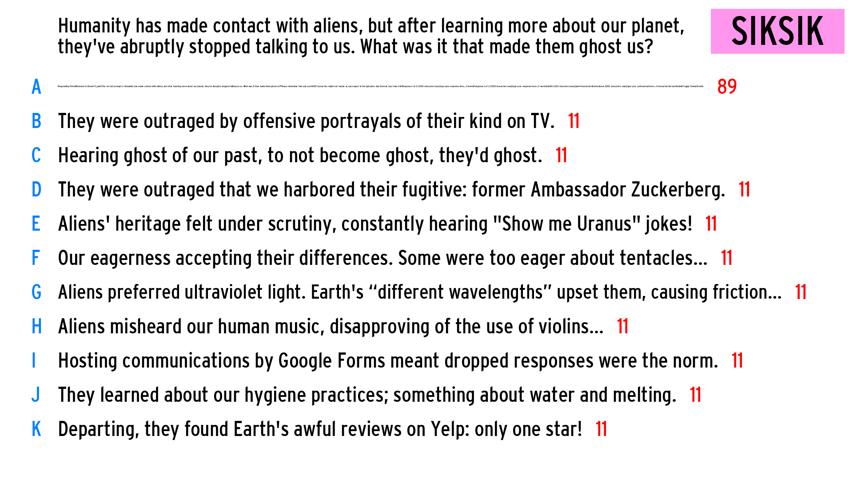 Humanity has made contact with aliens, but after learning more about our planet,
they've abruptly stopped talking to us. What was it that made them ghost us?
SIKSIK
A 89
B They were outraged by offensive portrayals of their kind on TV. 11
C Hearing ghost of our past, to not become ghost, they'd ghost. 11
D They were outraged that we harbored their fugitive: former Ambassador Zuckerberg. 11
E Aliens' heritage felt under scrutiny, constantly hearing "Show me Uranus" jokes! 11
F Our eagerness accepting their differences. Some were too eager about tentacles... 11
G Aliens preferred ultraviolet light. Earth's “different wavelengths” upset them, causing friction... 11
H Aliens misheard our human music, disapproving of the use of violins... 11
I Hosting communications by Google Forms meant dropped responses were the norm. 11
J They learned about our hygiene practices; something about water and melting. 11
K Departing, they found Earth's awful reviews on Yelp: only one star! 11